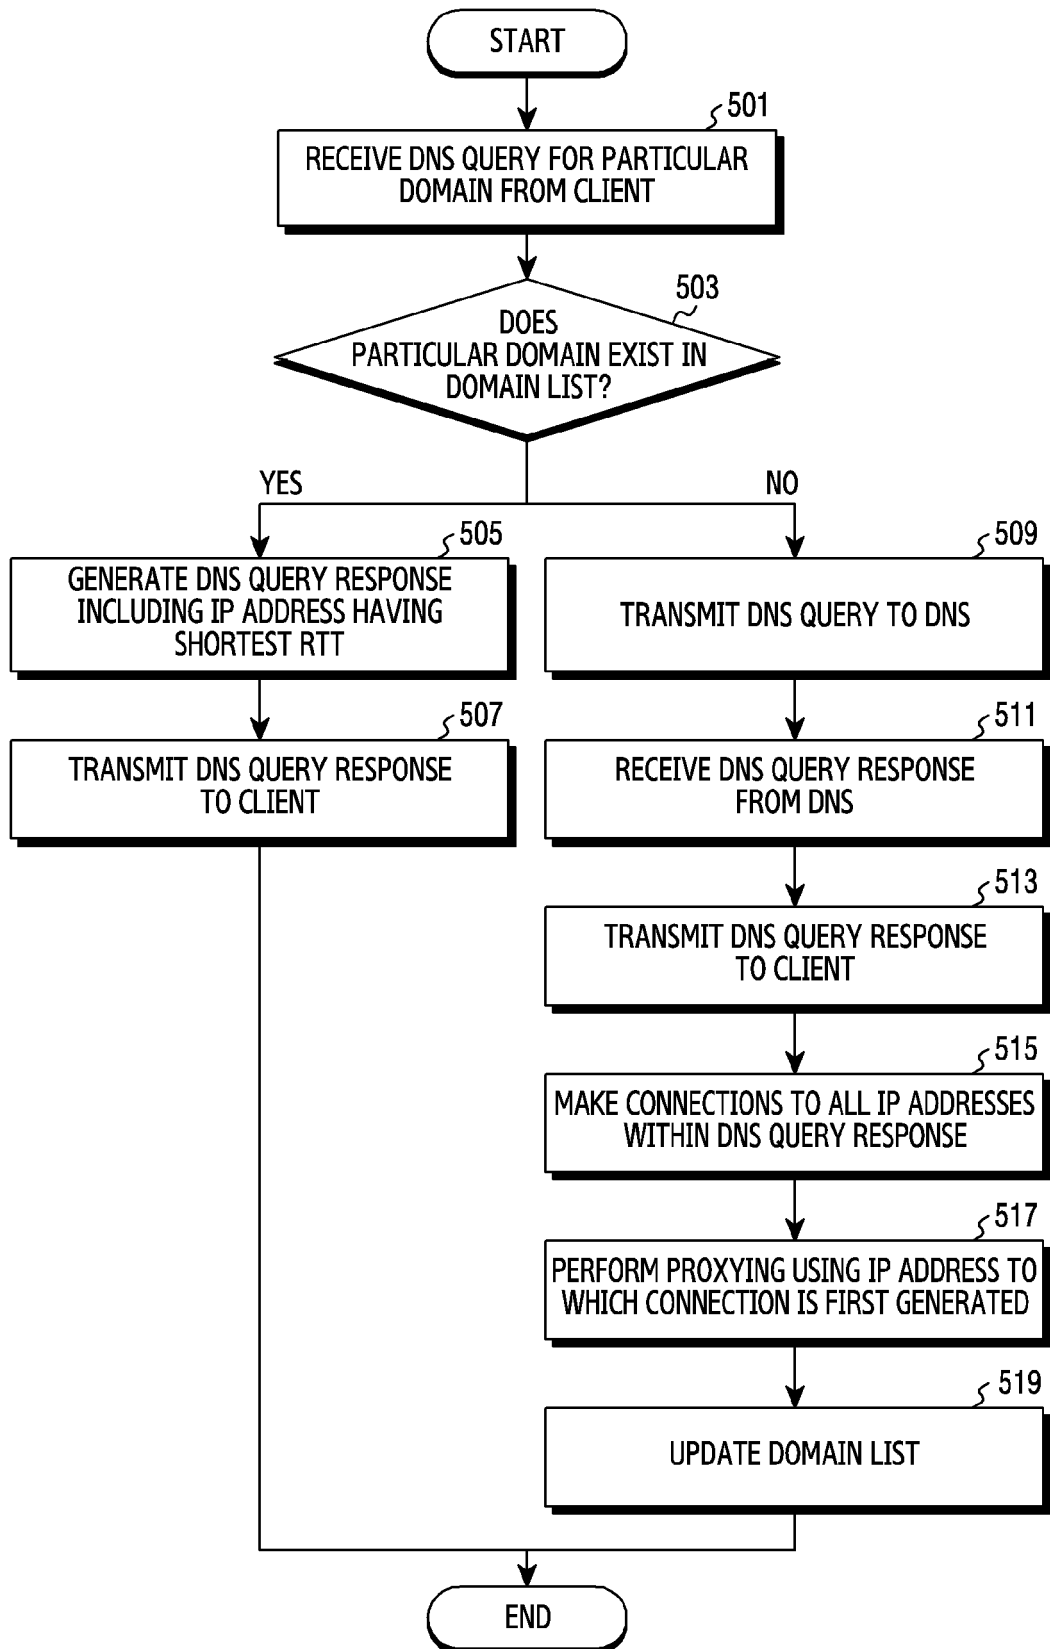 START
501
RECEIVE DNS QUERY FOR PARTICULAR
DOMAIN FROM CLIENT
503
DOES
PARTICULAR DOMAIN EXIST IN
DOMAIN LIST?
YES
NO
505
GENERATE DNS QUERY RESPONSE
INCLUDING IP ADDRESS HAVING
SHORTEST RTT
507
TRANSMIT DNS QUERY RESPONSE
TO CLIENT
509
TRANSMIT DNS QUERY TO DNS
511
RECEIVE DNS QUERY RESPONSE
FROM DNS
513
TRANSMIT DNS QUERY RESPONSE
TO CLIENT
515
MAKE CONNECTIONS TO ALL IP ADDRESSES
WITHIN DNS QUERY RESPONSE
517
PERFORM PROXYING USING IP ADDRESS TO
WHICH CONNECTION IS FIRST GENERATED
519
UPDATE DOMAIN LIST
END